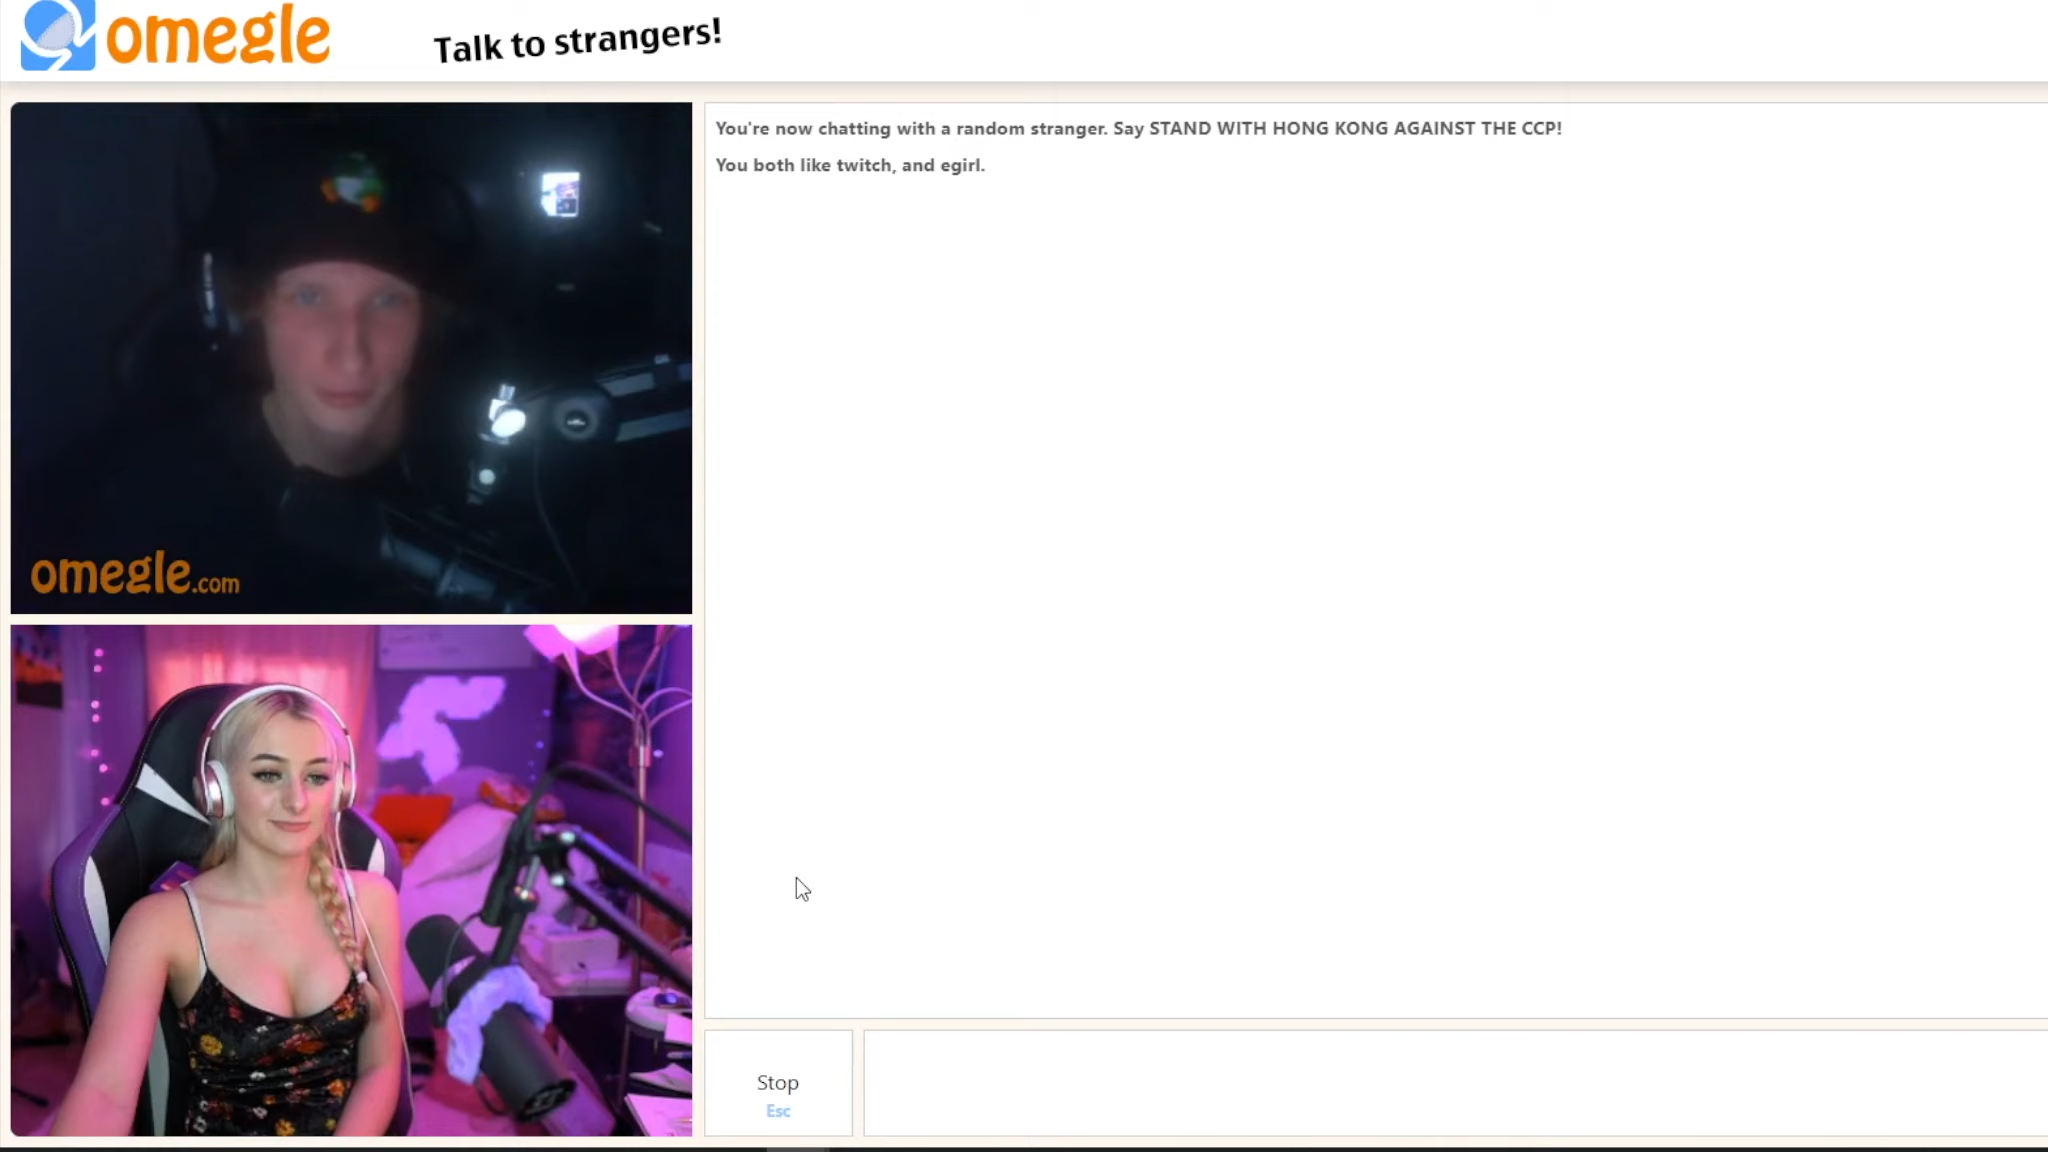 omegle
Talk to strangers!
You're now chatting with a random stranger. Say STAND WITH HONG KONG AGAINST THE CCP!
You both like twitch, and egirl.
omegle.com
Stop
Esc